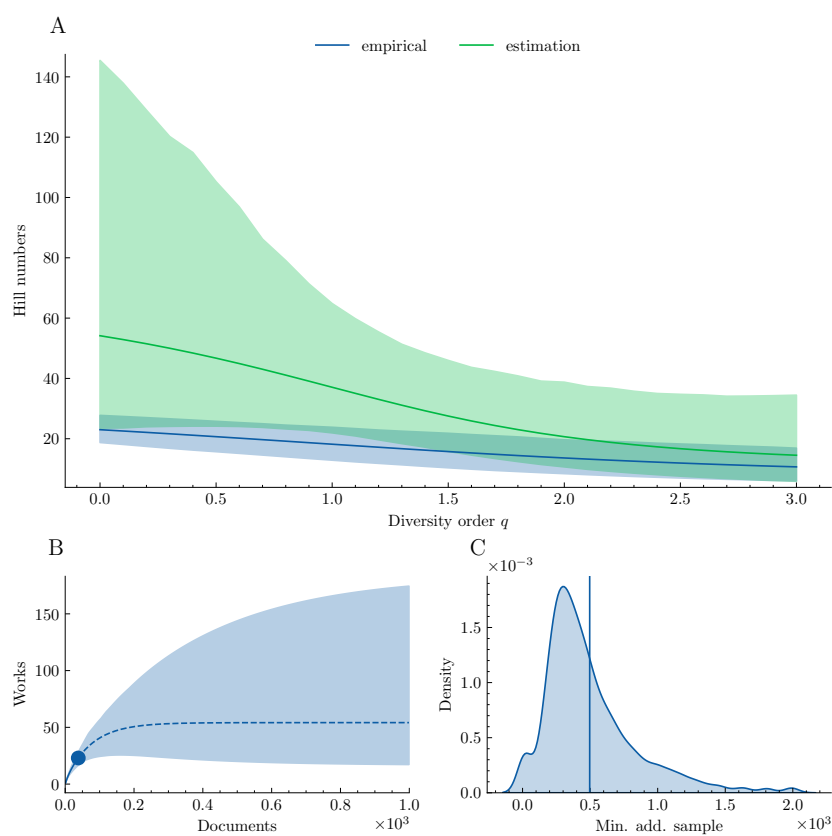 A
empirical
estimation
140
120
100
80
60
40
20
Hill numbers
0.0 0.5 1.0 1.5 2.0 2.5 3.0
Diversity order q
B
150
100
50
0
Works
0.0 0.2 0.4 0.6 0.8 1.0
Documents
×10³
C
×10⁻³
1.5
1.0
0.5
0.0
Density
0.0 0.5 1.0 1.5 2.0
Min. add. sample
×10³